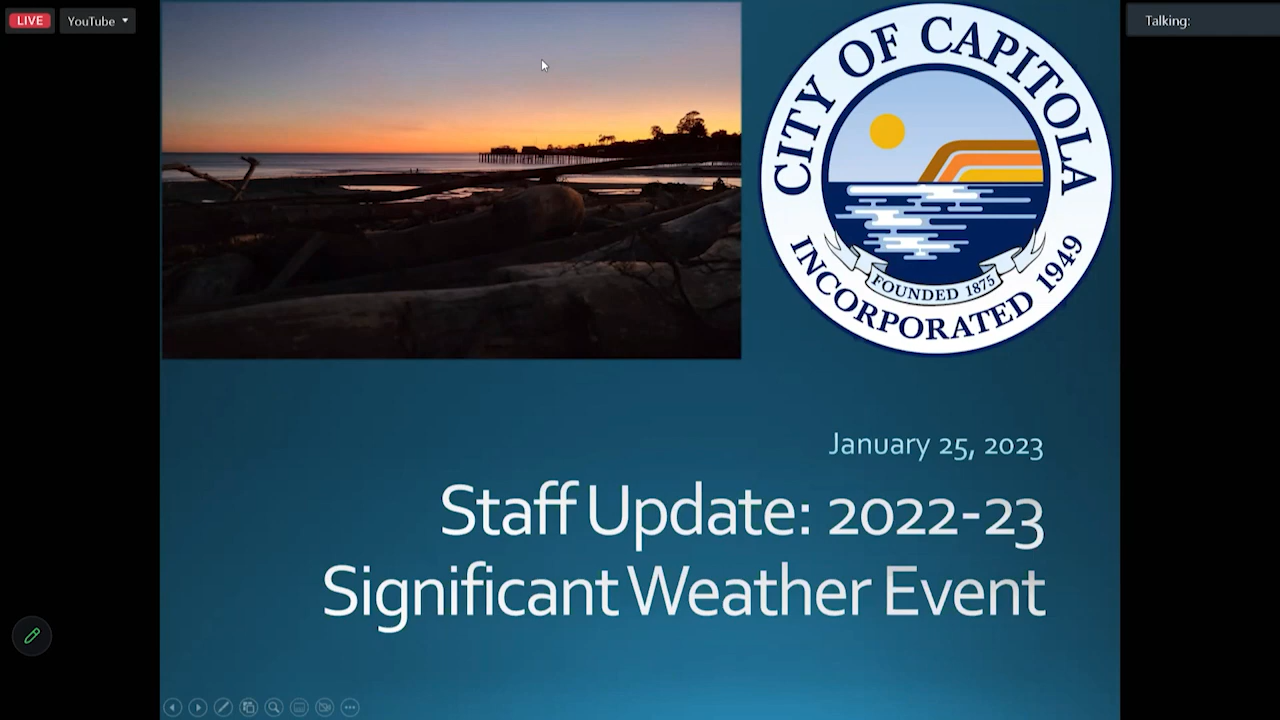 LIVE
YouTube
Talking:
CITY OF CAPITOLA
FOUNDED 1875
INCORPORATED 1949
January 25, 2023
Staff Update: 2022-23
Significant Weather Event